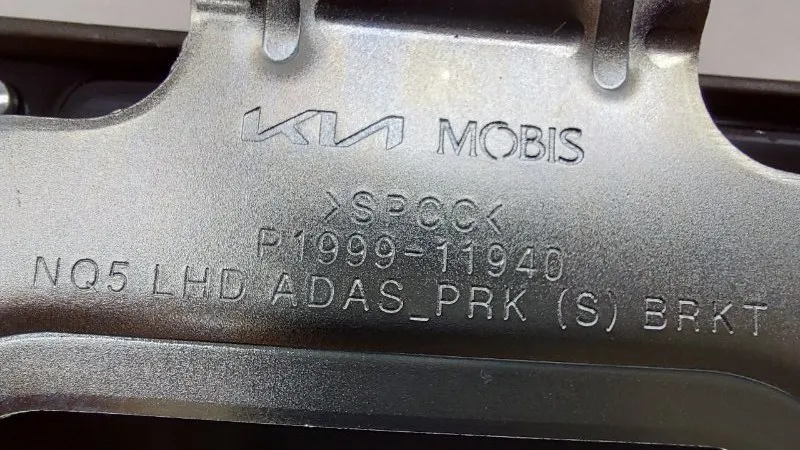 KIA MOBIS
>SPCC<
P1999-11940
NQ5 LHD ADAS_PRK (S) BRKT